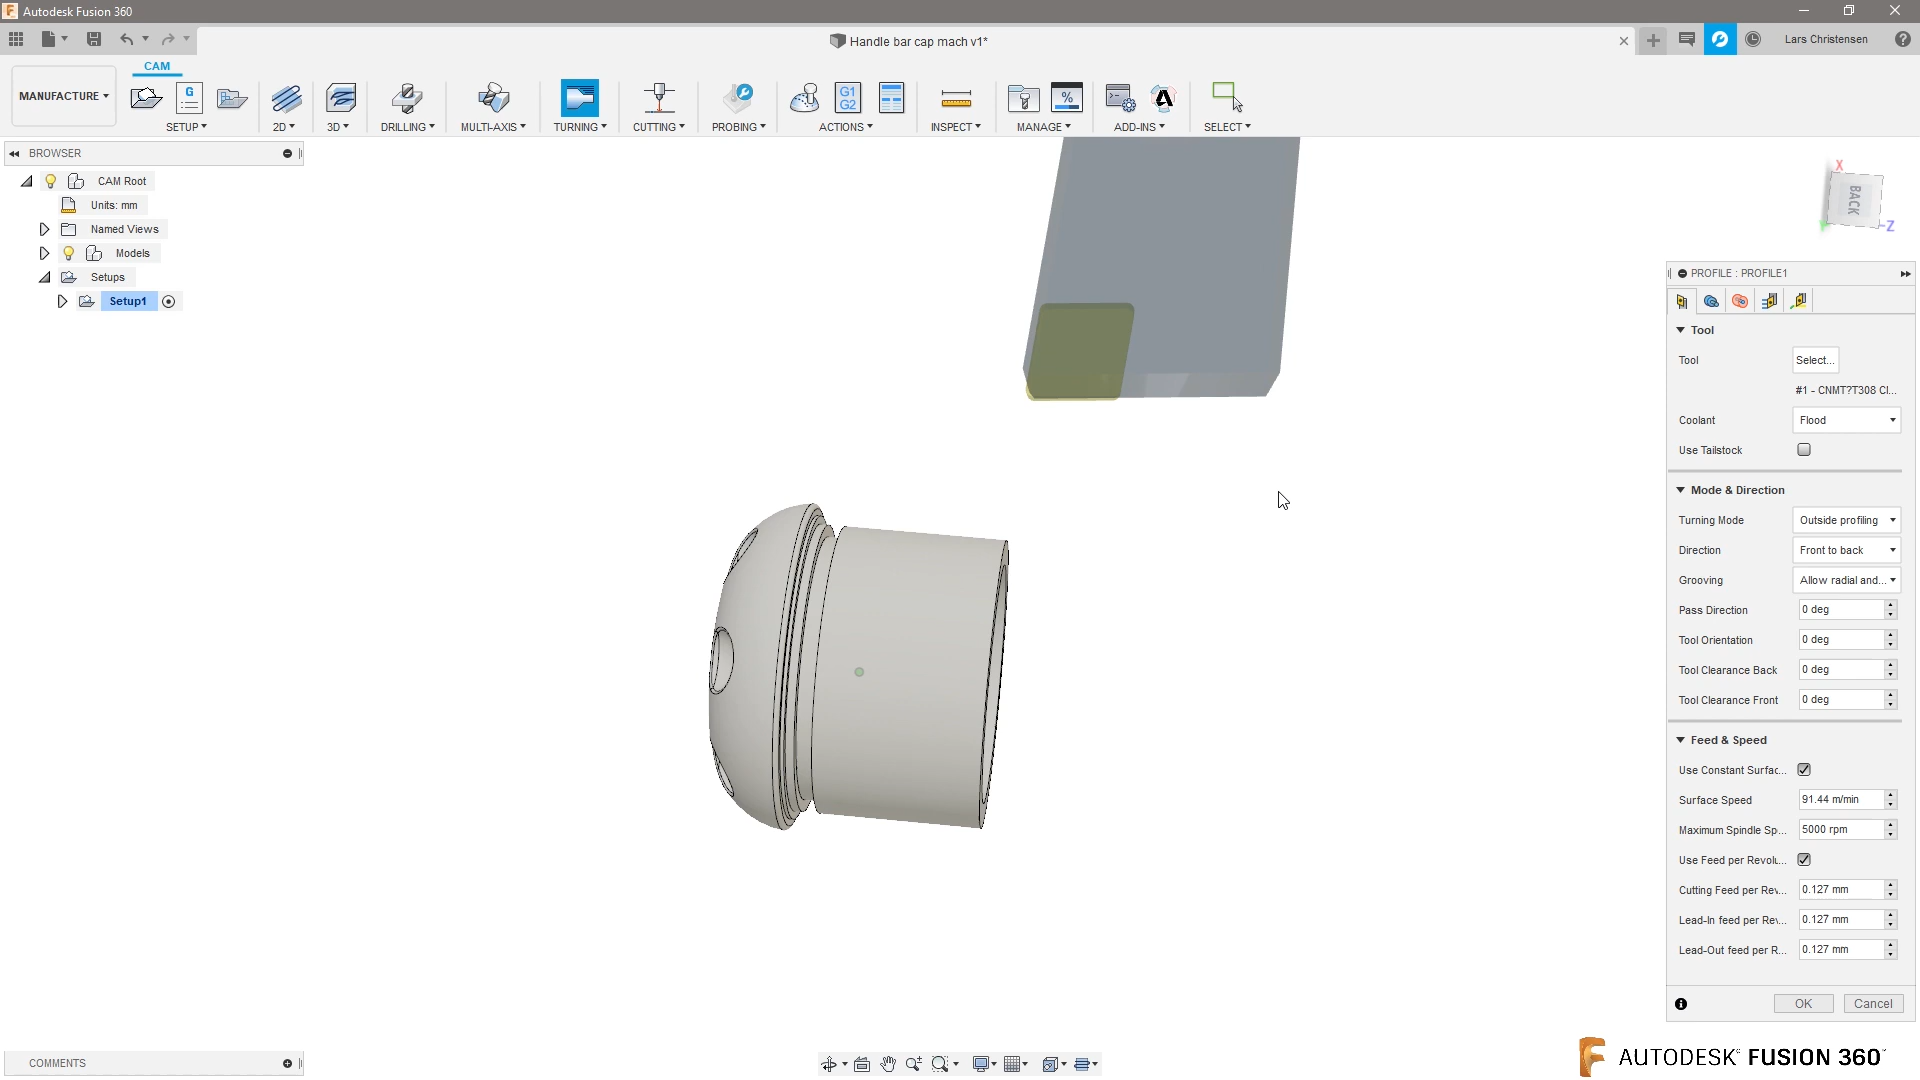 Autodesk Fusion 360
Handle bar cap mach v1*
Lars Christensen
CAM
MANUFACTURE
SETUP
2D
3D
DRILLING
MULTI-AXIS
TURNING
CUTTING
PROBING
ACTIONS
INSPECT
MANAGE
ADD-INS
SELECT
G
G1
G2
%
A
BROWSER
CAM Root
Units: mm
Named Views
Models
Setups
Setup1
X
BACK
-Z
PROFILE : PROFILE1
Tool
Tool Select...
#1 - CNMT?T308 Cl...
Coolant Flood
Use Tailstock
Mode & Direction
Turning Mode Outside profiling
Direction Front to back
Grooving Allow radial and...
Pass Direction 0 deg
Tool Orientation 0 deg
Tool Clearance Back 0 deg
Tool Clearance Front 0 deg
Feed & Speed
Use Constant Surfac...
Surface Speed 91.44 m/min
Maximum Spindle Sp... 5000 rpm
Use Feed per Revolu...
Cutting Feed per Rev... 0.127 mm
Lead-In feed per Rev... 0.127 mm
Lead-Out feed per R... 0.127 mm
OK Cancel
COMMENTS
AUTODESK® FUSION 360™